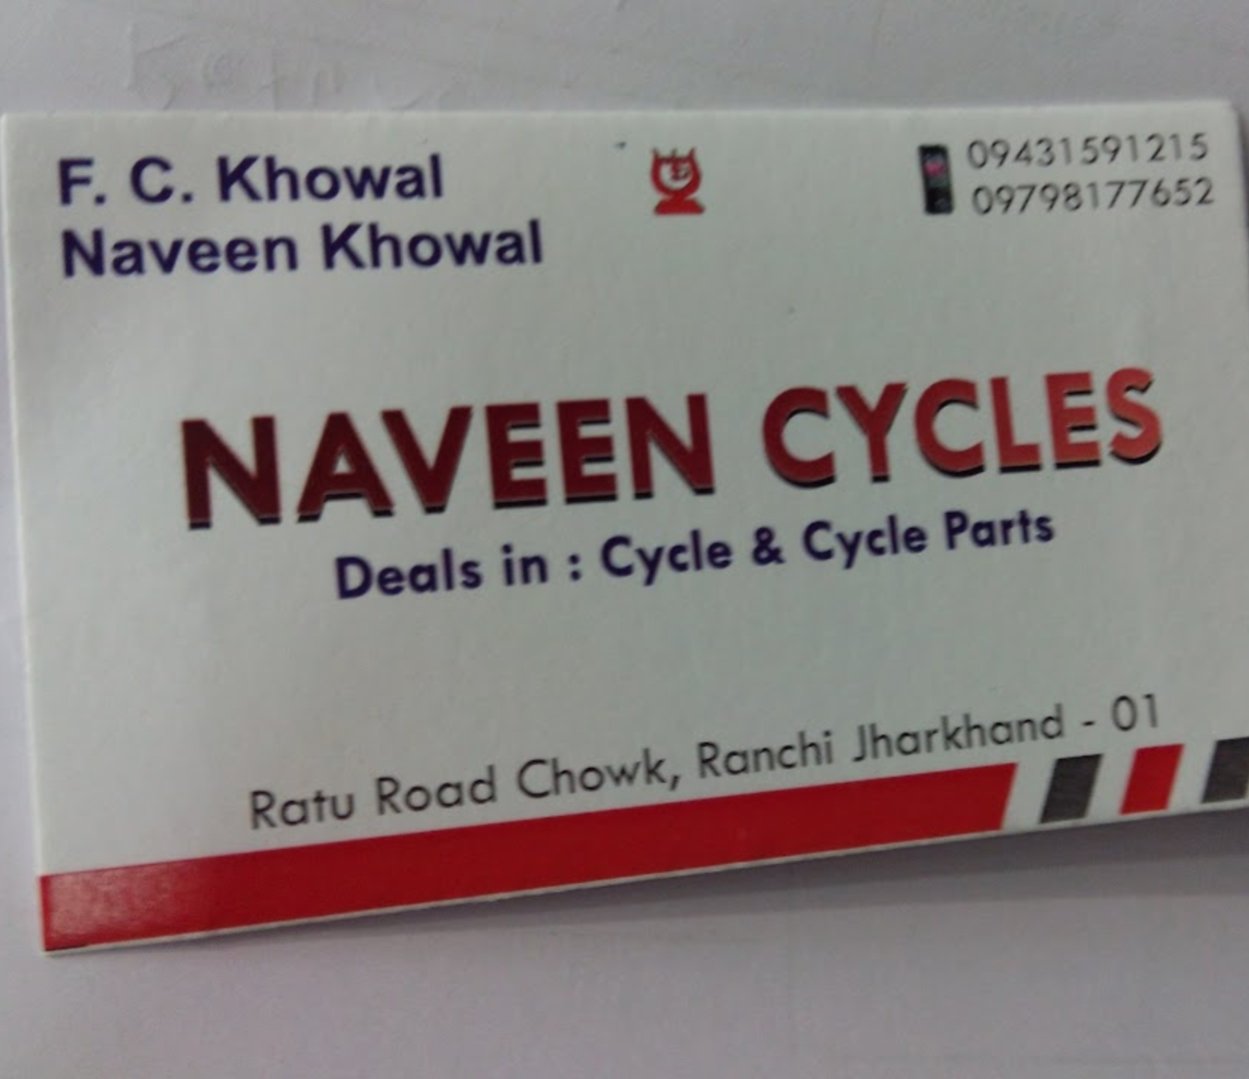 F. C. Khowal
Naveen Khowal
09431591215
09798177652
NAVEEN CYCLES
Deals in : Cycle & Cycle Parts
Ratu Road Chowk, Ranchi Jharkhand - 01